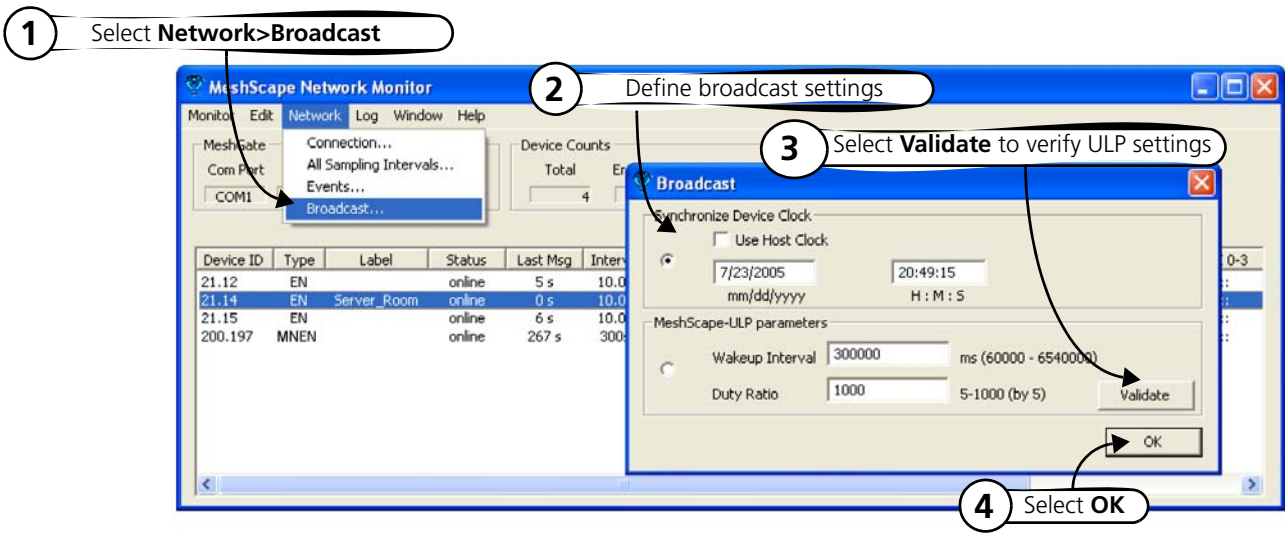 1 Select Network>Broadcast
MeshScape Network Monitor
2 Define broadcast settings
Monitor Edit Network Log Window Help
3 Select Validate to verify ULP settings
MeshGate
Com Port
COM1
Connection...
All Sampling Intervals...
Events...
Broadcast...
Device Counts
Total
4
Device ID Type Label Status Last Msg 0-3
21.12 EN online 5 s 10.0
21.14 EN Server_Room online 0 s 10.0
21.15 EN online 6 s 10.0
200.197 MNEN online 267 s 300
Broadcast
Synchronize Device Clock
Use Host Clock
7/23/2005 20:49:15
mm/dd/yyyy H : M : S
MeshScape-ULP parameters
Wakeup Interval 300000 ms (60000 - 6540000)
Duty Ratio 1000 5-1000 (by 5) Validate
OK
4 Select OK